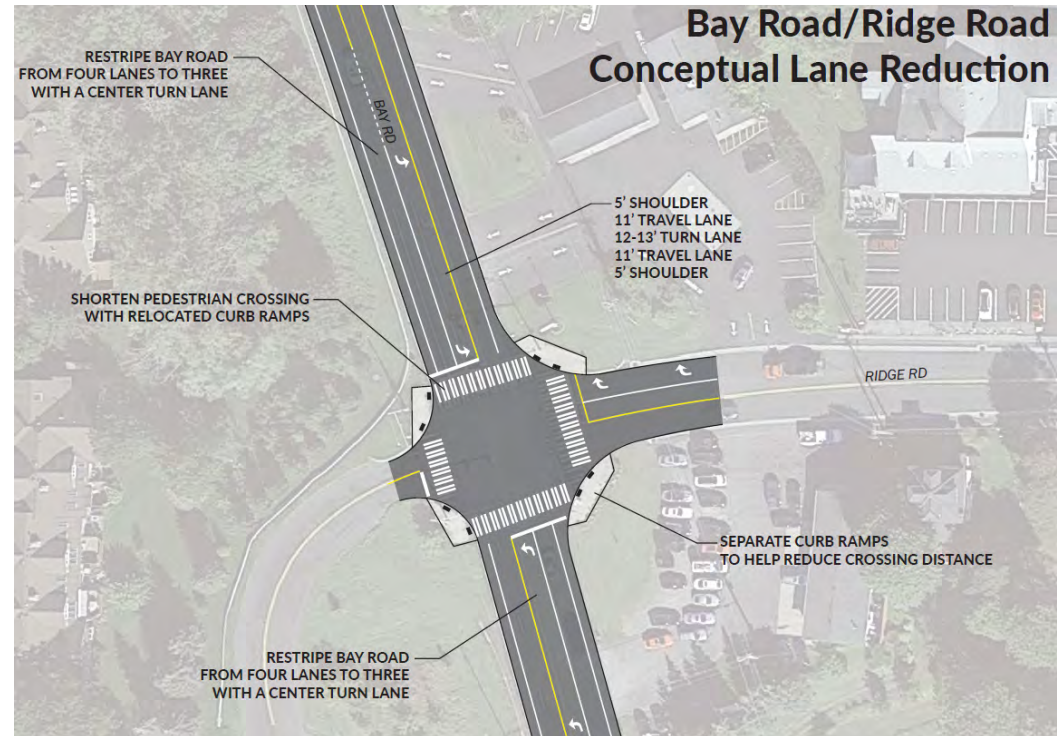 Bay Road/Ridge Road
Conceptual Lane Reduction
RESTRIPE BAY ROAD
FROM FOUR LANES TO THREE
WITH A CENTER TURN LANE
BAY RD
5' SHOULDER
11' TRAVEL LANE
12-13' TURN LANE
11' TRAVEL LANE
5' SHOULDER
SHORTEN PEDESTRIAN CROSSING
WITH RELOCATED CURB RAMPS
RIDGE RD
SEPARATE CURB RAMPS
TO HELP REDUCE CROSSING DISTANCE
RESTRIPE BAY ROAD
FROM FOUR LANES TO THREE
WITH A CENTER TURN LANE